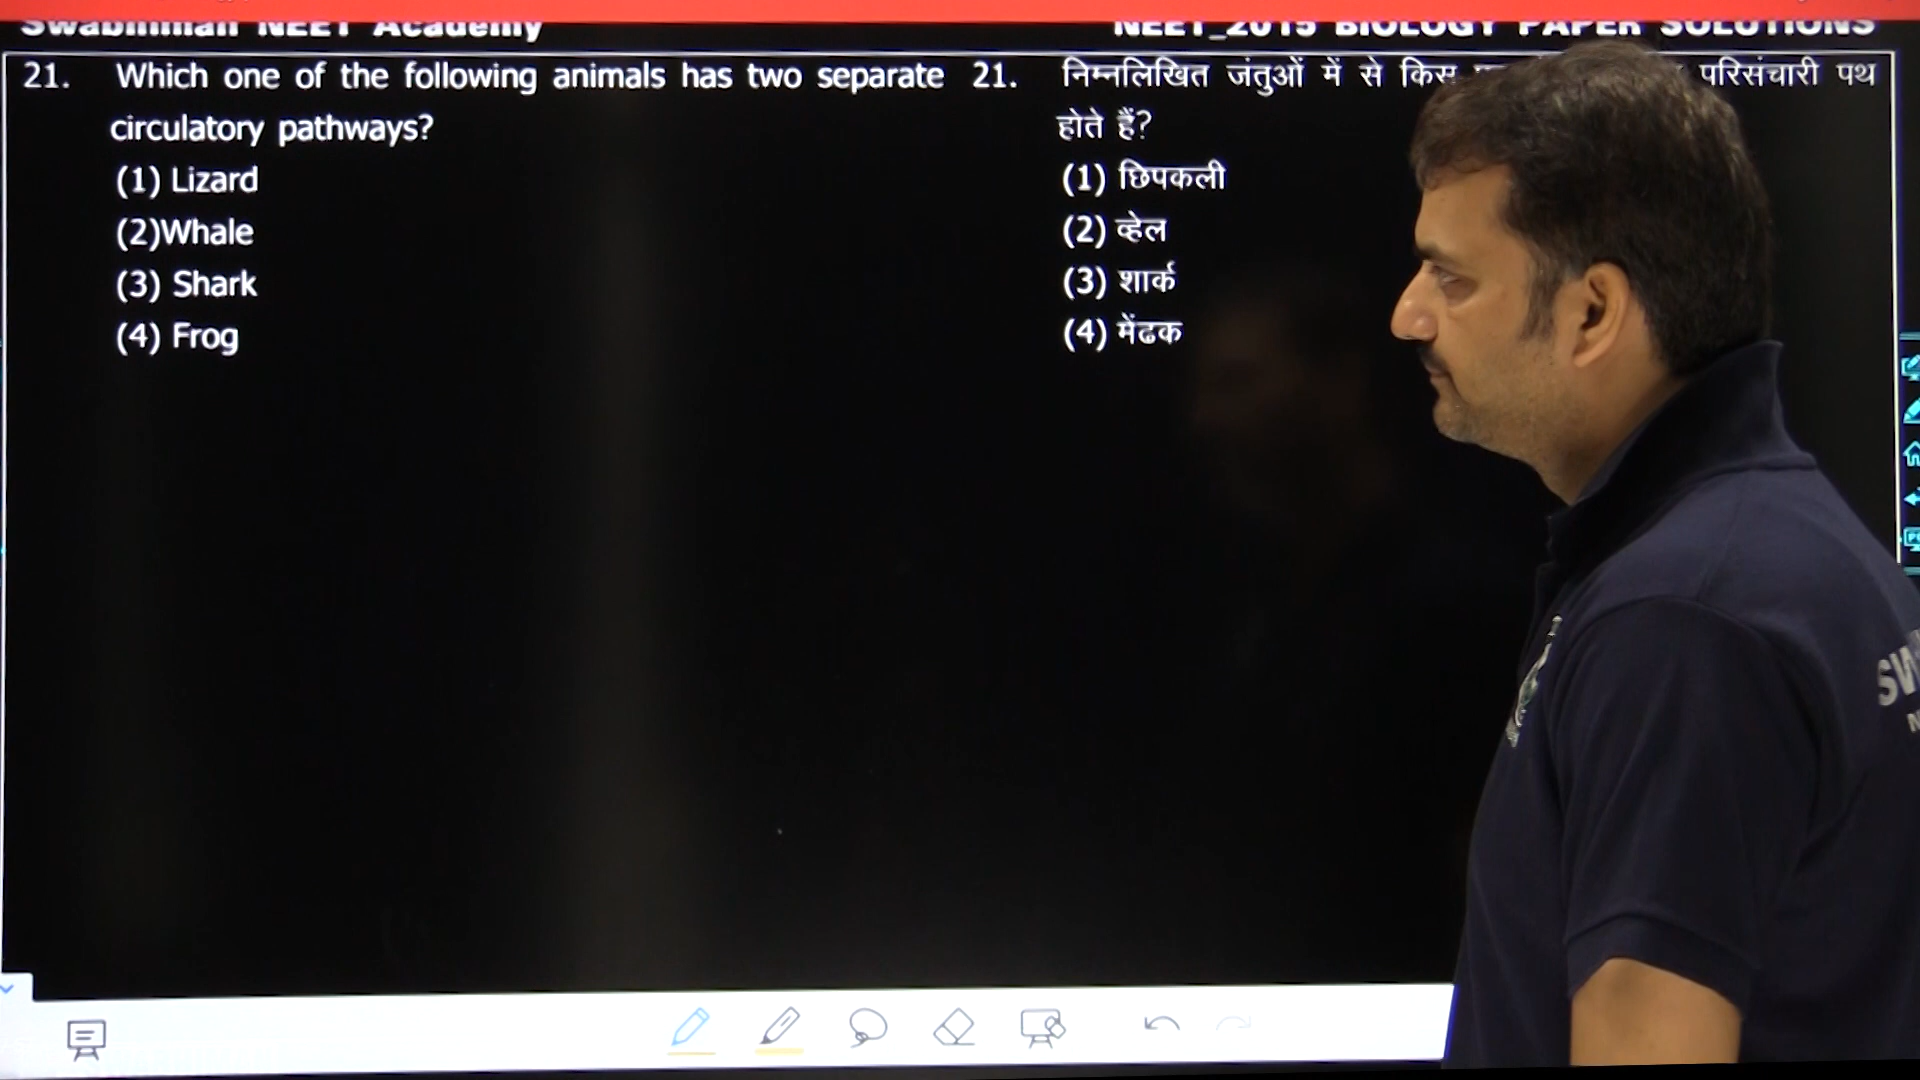 NEET_2015 BIOLOGY PAPER SOLUTIONS
21. Which one of the following animals has two separate
circulatory pathways?
(1) Lizard
(2)Whale
(3) Shark
(4) Frog
21. निम्नलिखित जंतुओं में से किस परिसंचारी पथ
होते हैं?
(1) छिपकली
(2) व्हेल
(3) शार्क
(4) मेंढक
Swabhiman NEET Academy